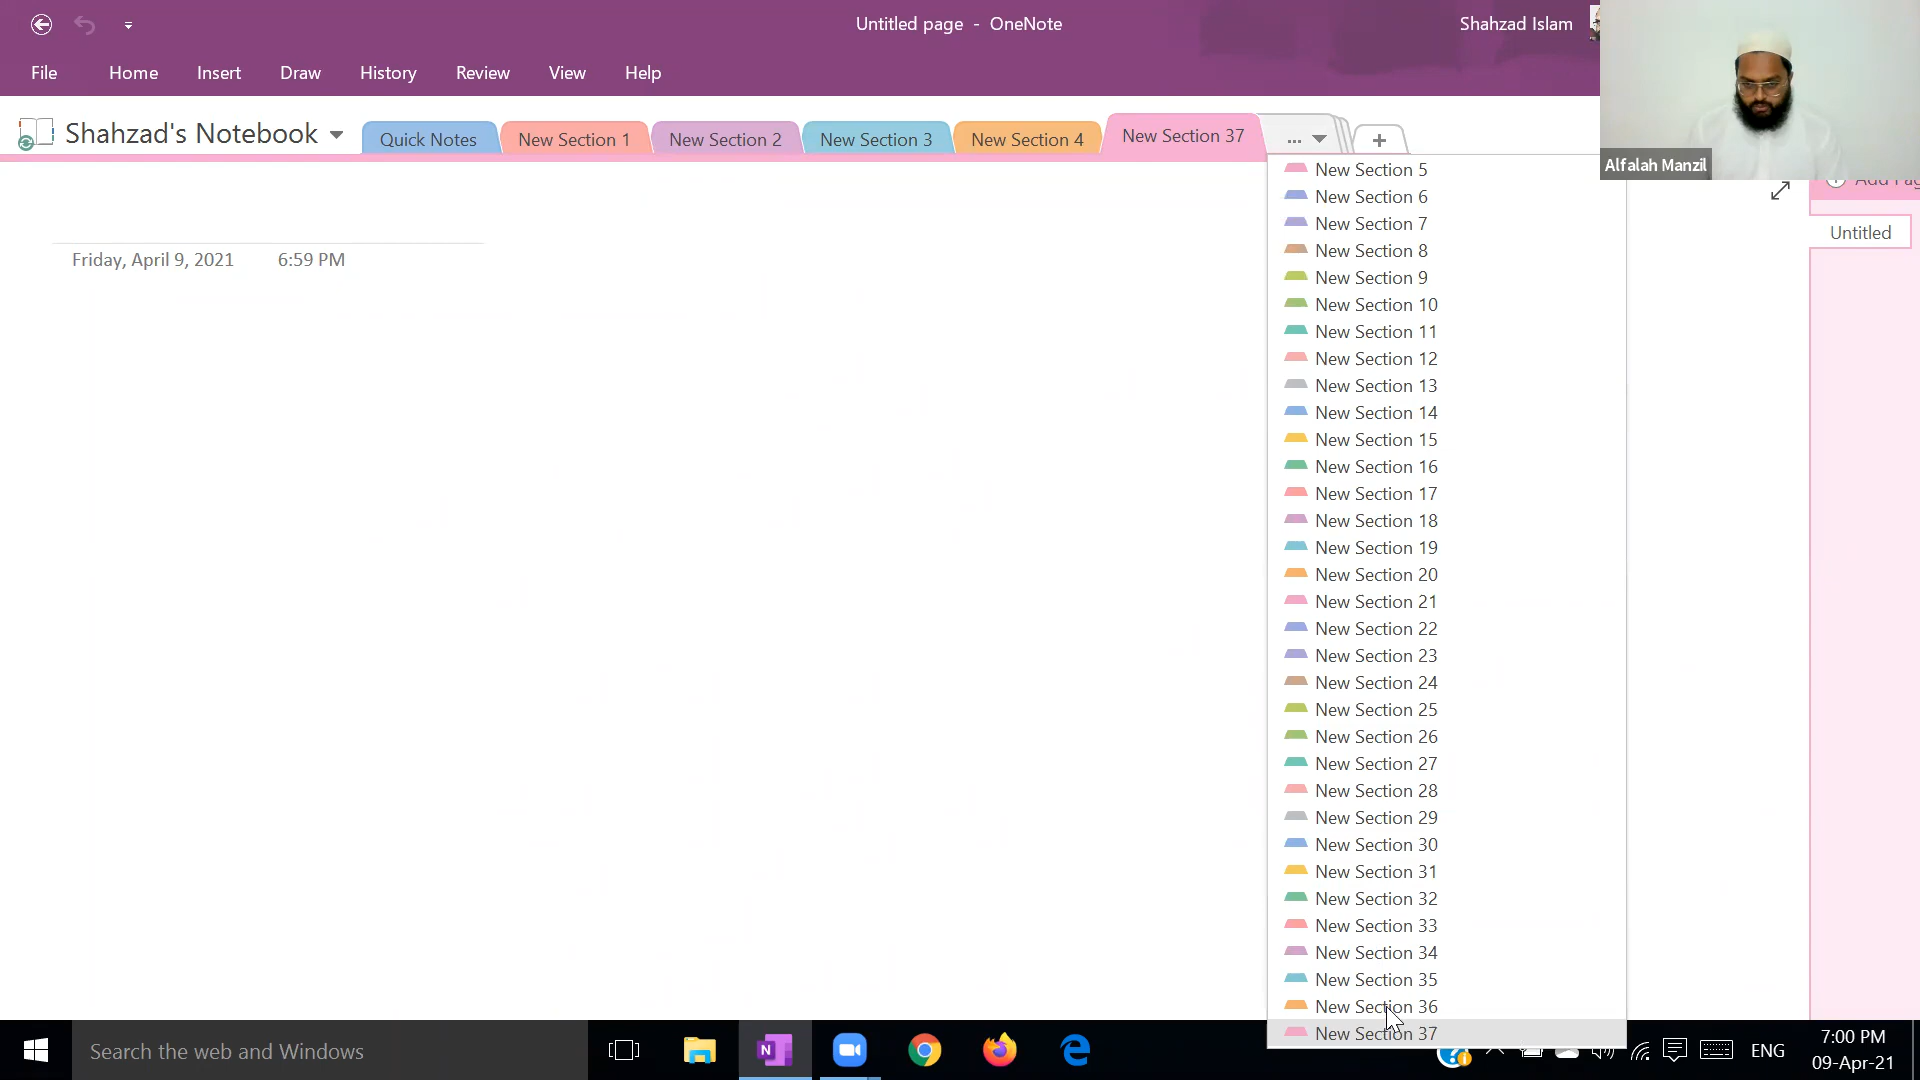 Untitled page - OneNote
Shahzad Islam
File Home Insert Draw History Review View Help
Shahzad's Notebook
Quick Notes New Section 1 New Section 2 New Section 3 New Section 4 New Section 37 ...
Alfalah Manzil
Untitled
Friday, April 9, 2021 6:59 PM
New Section 5
New Section 6
New Section 7
New Section 8
New Section 9
New Section 10
New Section 11
New Section 12
New Section 13
New Section 14
New Section 15
New Section 16
New Section 17
New Section 18
New Section 19
New Section 20
New Section 21
New Section 22
New Section 23
New Section 24
New Section 25
New Section 26
New Section 27
New Section 28
New Section 29
New Section 30
New Section 31
New Section 32
New Section 33
New Section 34
New Section 35
New Section 36
New Section 37
Search the web and Windows
ENG
7:00 PM
09-Apr-21